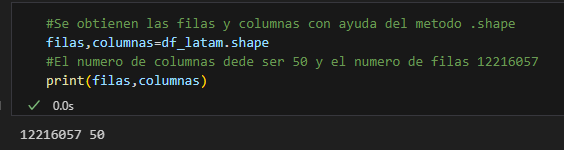 #Se obtienen las filas y columnas con ayuda del metodo .shape
filas,columnas=df_latam.shape
#El numero de columnas dede ser 50 y el numero de filas 12216057
print(filas,columnas)
0.0s
12216057 50